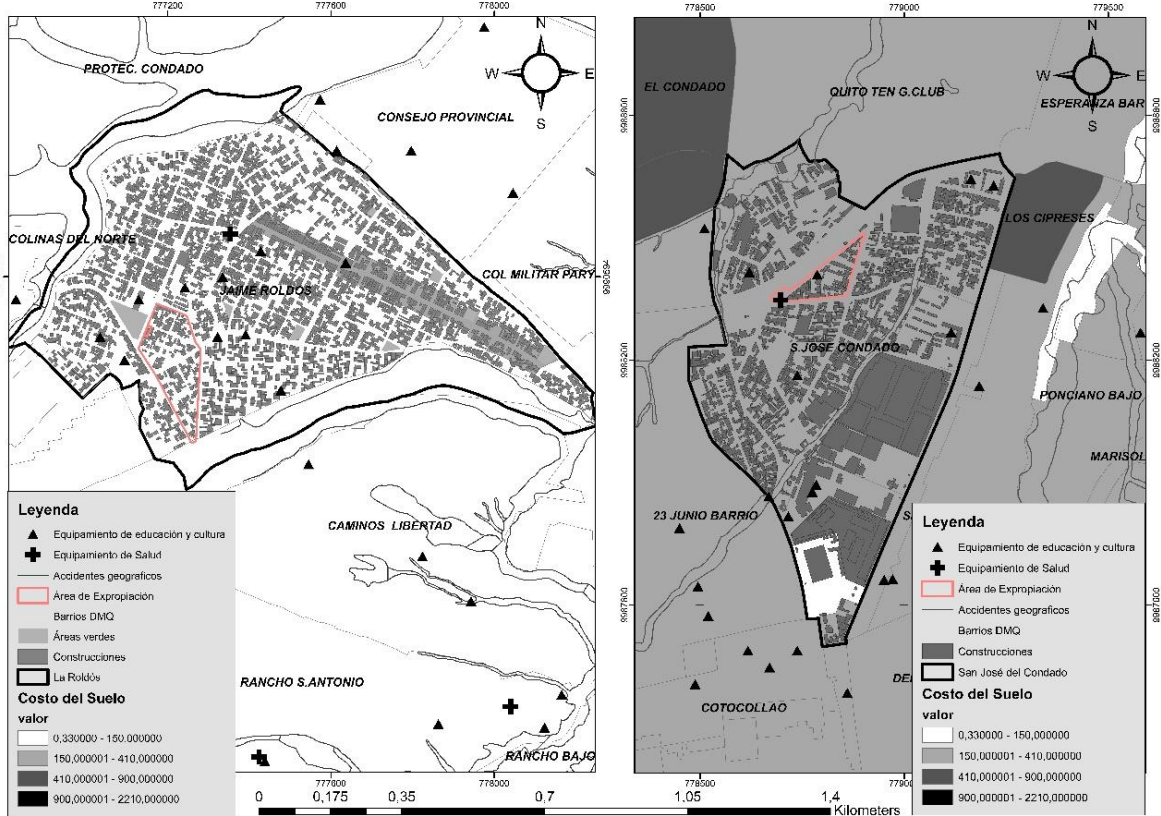 777200
777600
778000
PROTEC. CONDADO
N
W
E
S
CONSEJO PROVINCIAL
COLINAS DEL NORTE
COL MILITAR PARY
JAIME ROLDOS
CAMINOS LIBERTAD
RANCHO S.ANTONIO
RANCHO BAJO
Leyenda
Equipamiento de educación y cultura
Equipamiento de Salud
Accidentes geograficos
Área de Expropiación
Barrios DMQ
Áreas verdes
Construcciones
La Roldós
Costo del Suelo
valor
0,330000 - 150,000000
150,000001 - 410,000000
410,000001 - 900,000000
900,000001 - 2210,000000
777600
778000
0
0,175
0,35
0,7
1,05
1,4
Kilometers
778500
779000
779500
N
W
E
S
EL CONDADO
QUITO TEN G.CLUB
ESPERANZA BAR
9988800
9988800
LOS CIPRESES
S.JOSE CONDADO
PONCIANO BAJO
MARISOL
23 JUNIO BARRIO
COTOCOLLAO
Leyenda
Equipamiento de educación y cultura
Equipamiento de Salud
Área de Expropiación
Accidentes geograficos
Barrios DMQ
Construcciones
San José del Condado
Costo del Suelo
valor
0,330000 - 150,000000
150,000001 - 410,000000
410,000001 - 900,000000
900,000001 - 2210,000000
778500
779000